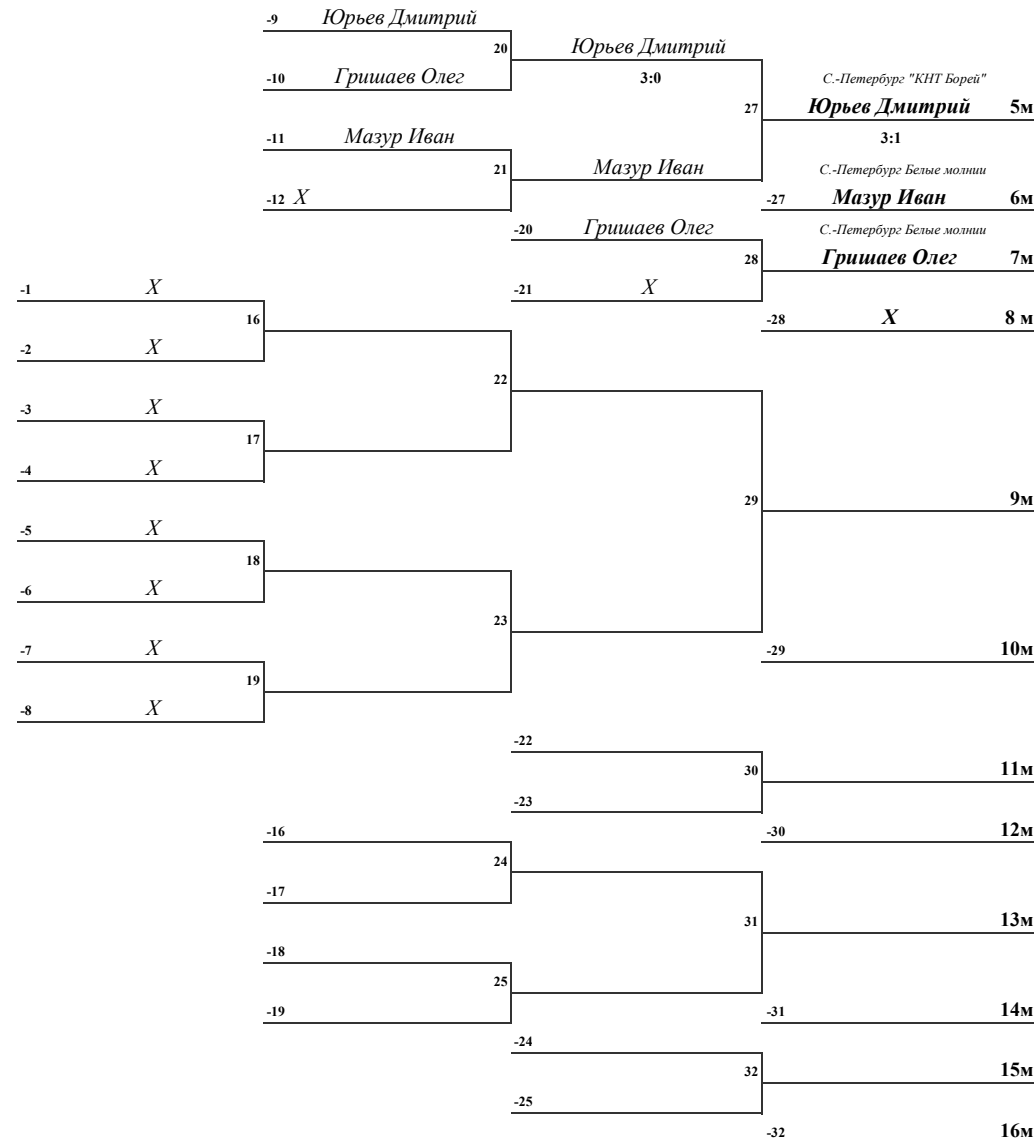 -9 Юрьев Дмитрий
20 Юрьев Дмитрий
-10 Гришаев Олег 3:0 С.-Петербург "КНТ Борей"
27 Юрьев Дмитрий 5м
-11 Мазур Иван 3:1
21 Мазур Иван С.-Петербург Белые молнии
-12 X -27 Мазур Иван 6м
-20 Гришаев Олег С.-Петербург Белые молнии
28 Гришаев Олег 7м
-1 X -21 X
16 -28 X 8 м
-2 X
22
-3 X
17
-4 X
29 9м
-5 X
18
-6 X
23
-7 X -29 10м
19
-8 X
-22
30 11м
-23
-16 -30 12м
24
-17
31 13м
-18
25
-19 -31 14м
-24
32 15м
-25
-32 16м